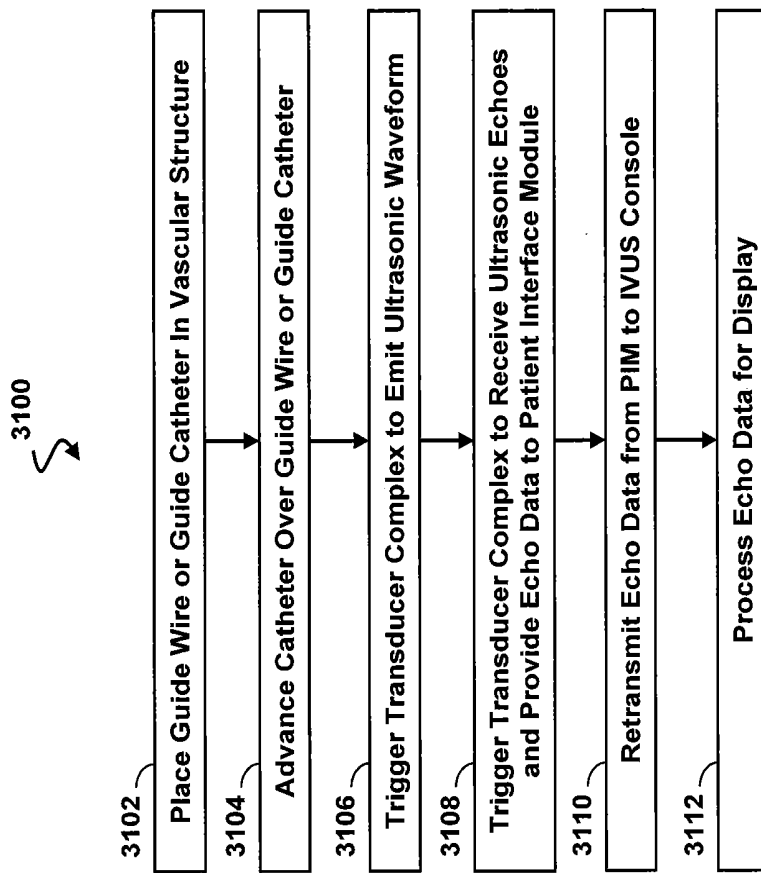 3100
3102
Place Guide Wire or Guide Catheter In Vascular Structure
3104
Advance Catheter Over Guide Wire or Guide Catheter
3106
Trigger Transducer Complex to Emit Ultrasonic Waveform
3108
Trigger Transducer Complex to Receive Ultrasonic Echoes
and Provide Echo Data to Patient Interface Module
3110
Retransmit Echo Data from PIM to IVUS Console
3112
Process Echo Data for Display